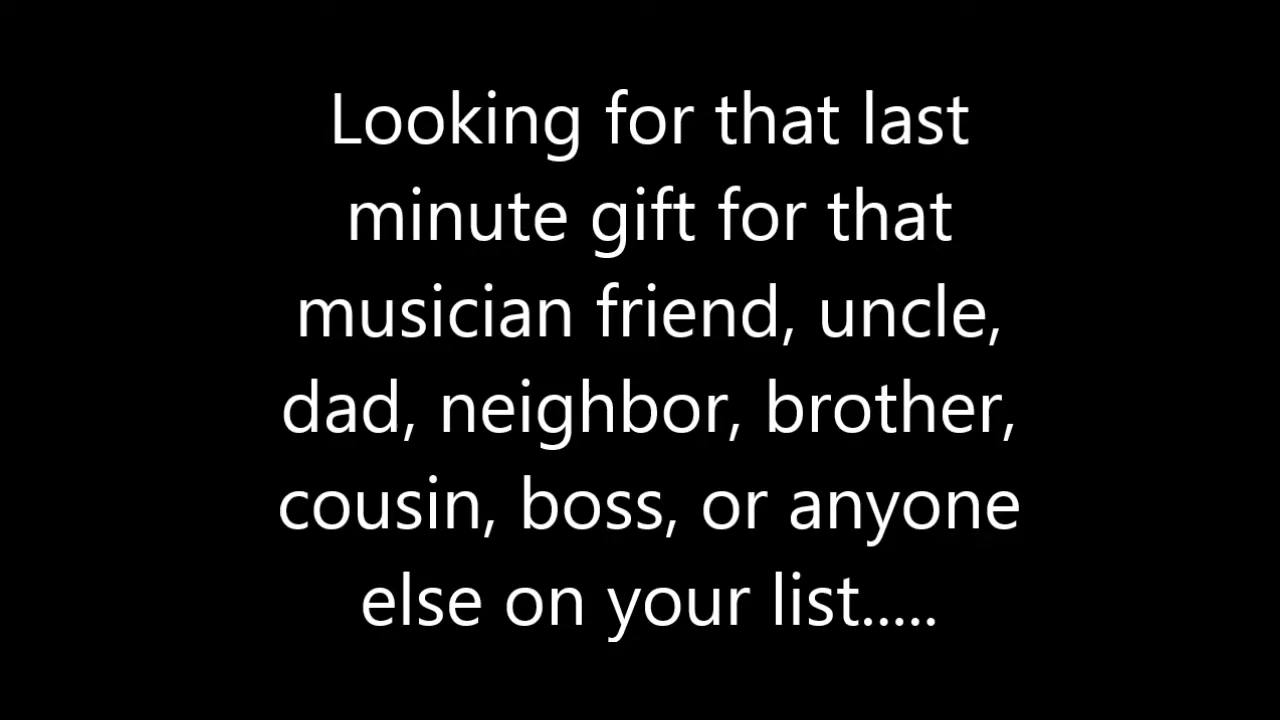 Looking for that last
minute gift for that
musician friend, uncle,
dad, neighbor, brother,
cousin, boss, or anyone
else on your list.....